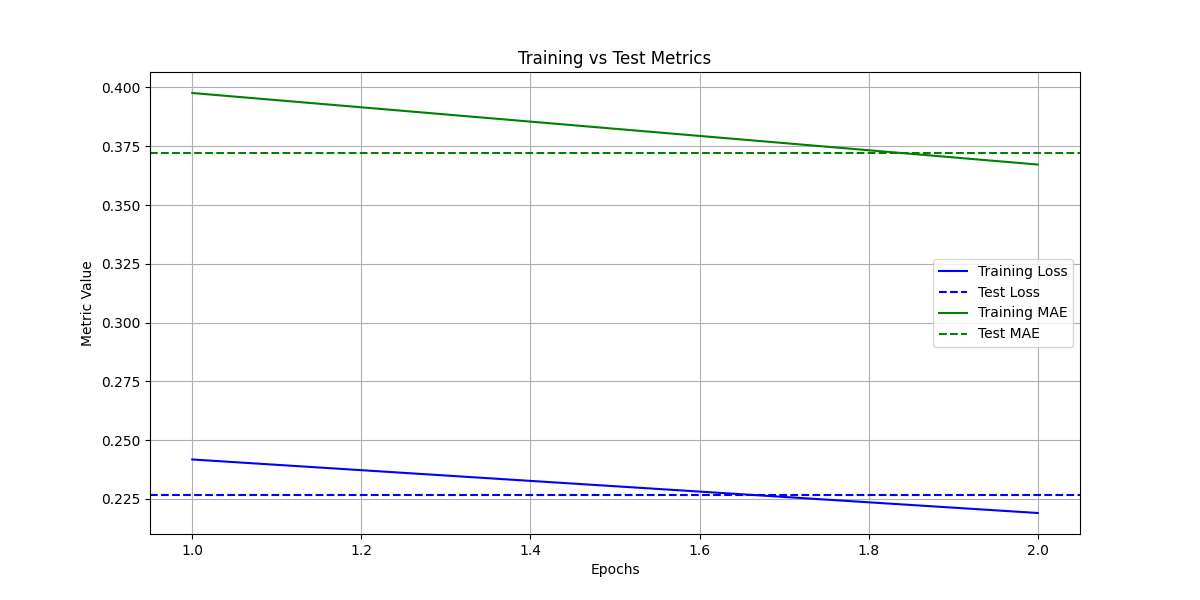 Training vs Test Metrics
0.400
0.375
0.350
0.325
0.300
0.275
0.250
0.225
Metric Value
Training Loss
Test Loss
Training MAE
Test MAE
1.0 1.2 1.4 1.6 1.8 2.0
Epochs